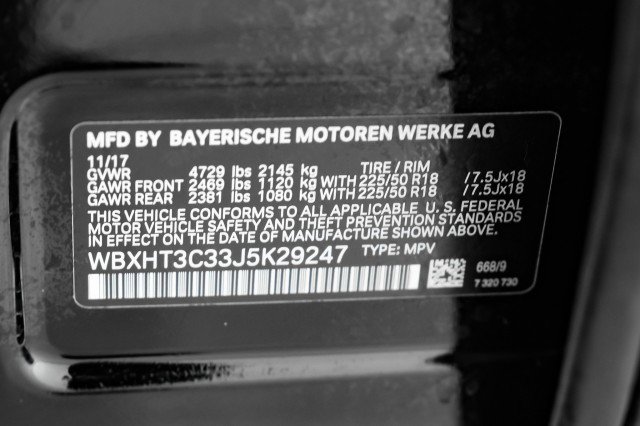 MFD BY BAYERISCHE MOTOREN WERKE AG
11/17
GVWR 4729 lbs 2145 kg TIRE / RIM
GAWR FRONT 2469 lbs 1120 kg WITH 225/50 R18 /7.5Jx18
GAWR REAR 2381 lbs 1080 kg WITH 225/50 R18 /7.5Jx18
THIS VEHICLE CONFORMS TO ALL APPLICABLE U. S. FEDERAL
MOTOR VEHICLE SAFETY AND THEFT PREVENTION STANDARDS
IN EFFECT ON THE DATE OF MANUFACTURE SHOWN ABOVE.
WBXHT3C33J5K29247 TYPE: MPV
668/9
7 320 730